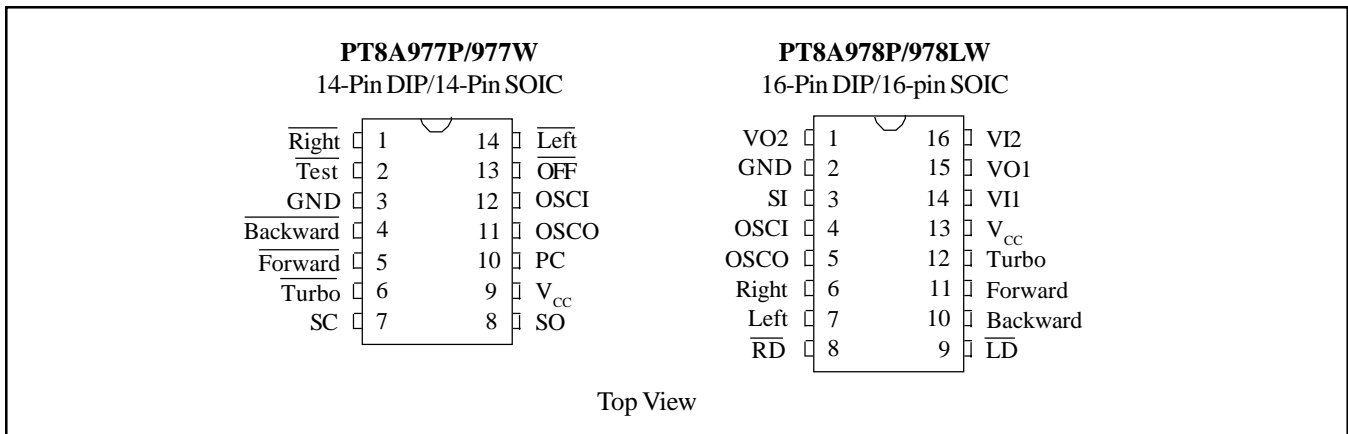 PT8A977P/977W
14-Pin DIP/14-Pin SOIC
Right 1 14 Left
Test 2 13 OFF
GND 3 12 OSCI
Backward 4 11 OSCO
Forward 5 10 PC
Turbo 6 9 VCC
SC 7 8 SO
PT8A978P/978LW
16-Pin DIP/16-pin SOIC
VO2 1 16 VI2
GND 2 15 VO1
SI 3 14 VI1
OSCI 4 13 VCC
OSCO 5 12 Turbo
Right 6 11 Forward
Left 7 10 Backward
RD 8 9 LD
Top View